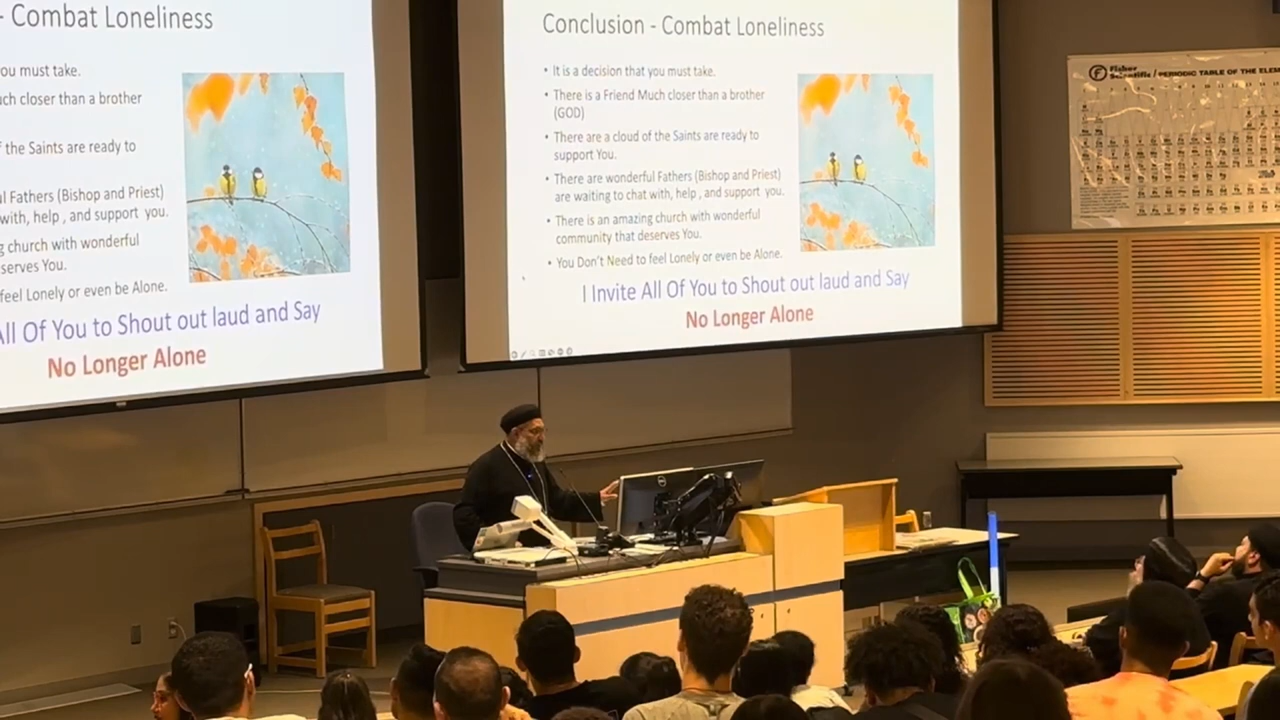 - Combat Loneliness
ou must take.
uch closer than a brother
f the Saints are ready to
ul Fathers (Bishop and Priest)
with, help , and support you.
g church with wonderful
serves You.
feel Lonely or even be Alone.
All Of You to Shout out laud and Say
No Longer Alone
Conclusion - Combat Loneliness
• It is a decision that you must take.
• There is a Friend Much closer than a brother
(GOD)
• There are a cloud of the Saints are ready to
support You.
• There are wonderful Fathers (Bishop and Priest)
are waiting to chat with, help , and support you.
• There is an amazing church with wonderful
community that deserves You.
• You Don't Need to feel Lonely or even be Alone.
I Invite All Of You to Shout out laud and Say
No Longer Alone
Fisher
Scientific / PERIODIC TABLE OF THE ELEM
DELL